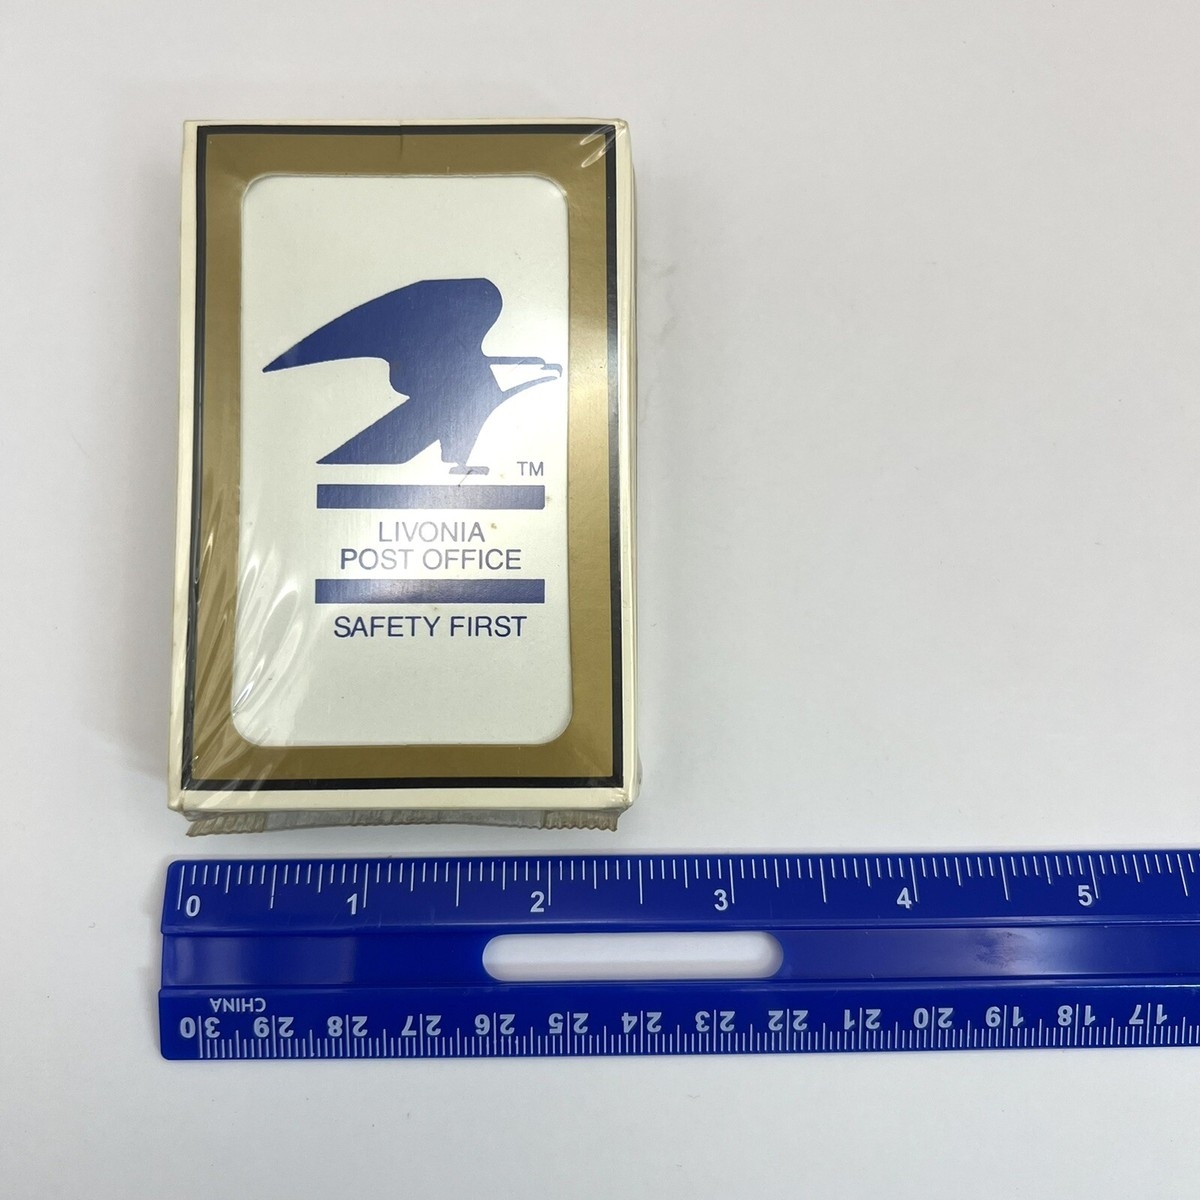 TM
LIVONIA
POST OFFICE
SAFETY FIRST
0 1 2 3 4 5
CHINA
30 29 28 27 26 25 24 23 22 21 20 19 18 17